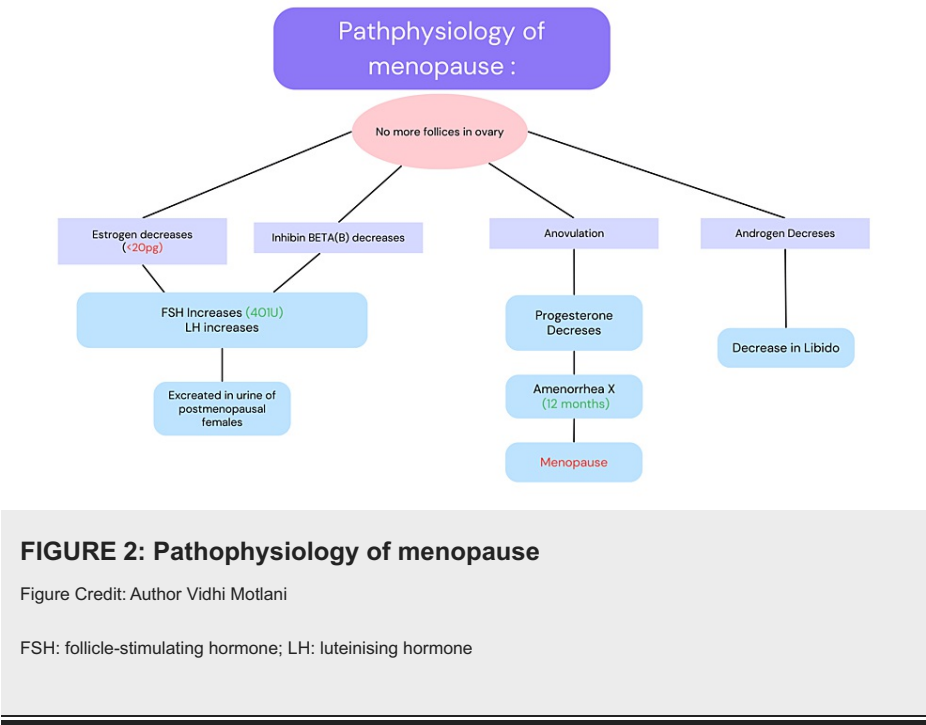 Pathphysiology of
menopause :
No more follices in ovary
Estrogen decreases
(<20pg)
Inhibin BETA(B) decreases
Anovulation
Androgen Decreses
FSH Increases (401U)
LH increases
Progesterone
Decreses
Decrease in Libido
Excreated in urine of
postmenopausal
females
Amenorrhea X
(12 months)
Menopause
FIGURE 2: Pathophysiology of menopause
Figure Credit: Author Vidhi Motlani
FSH: follicle-stimulating hormone; LH: luteinising hormone